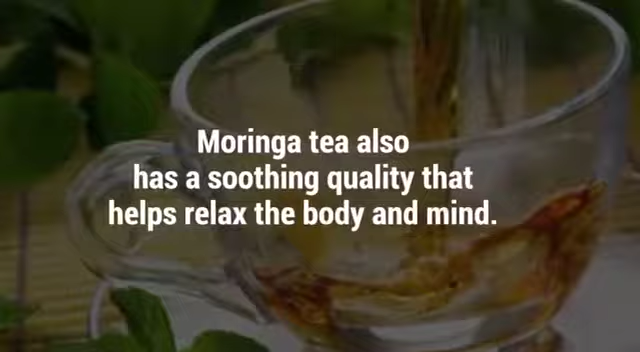 Moringa tea also
has a soothing quality that
helps relax the body and mind.